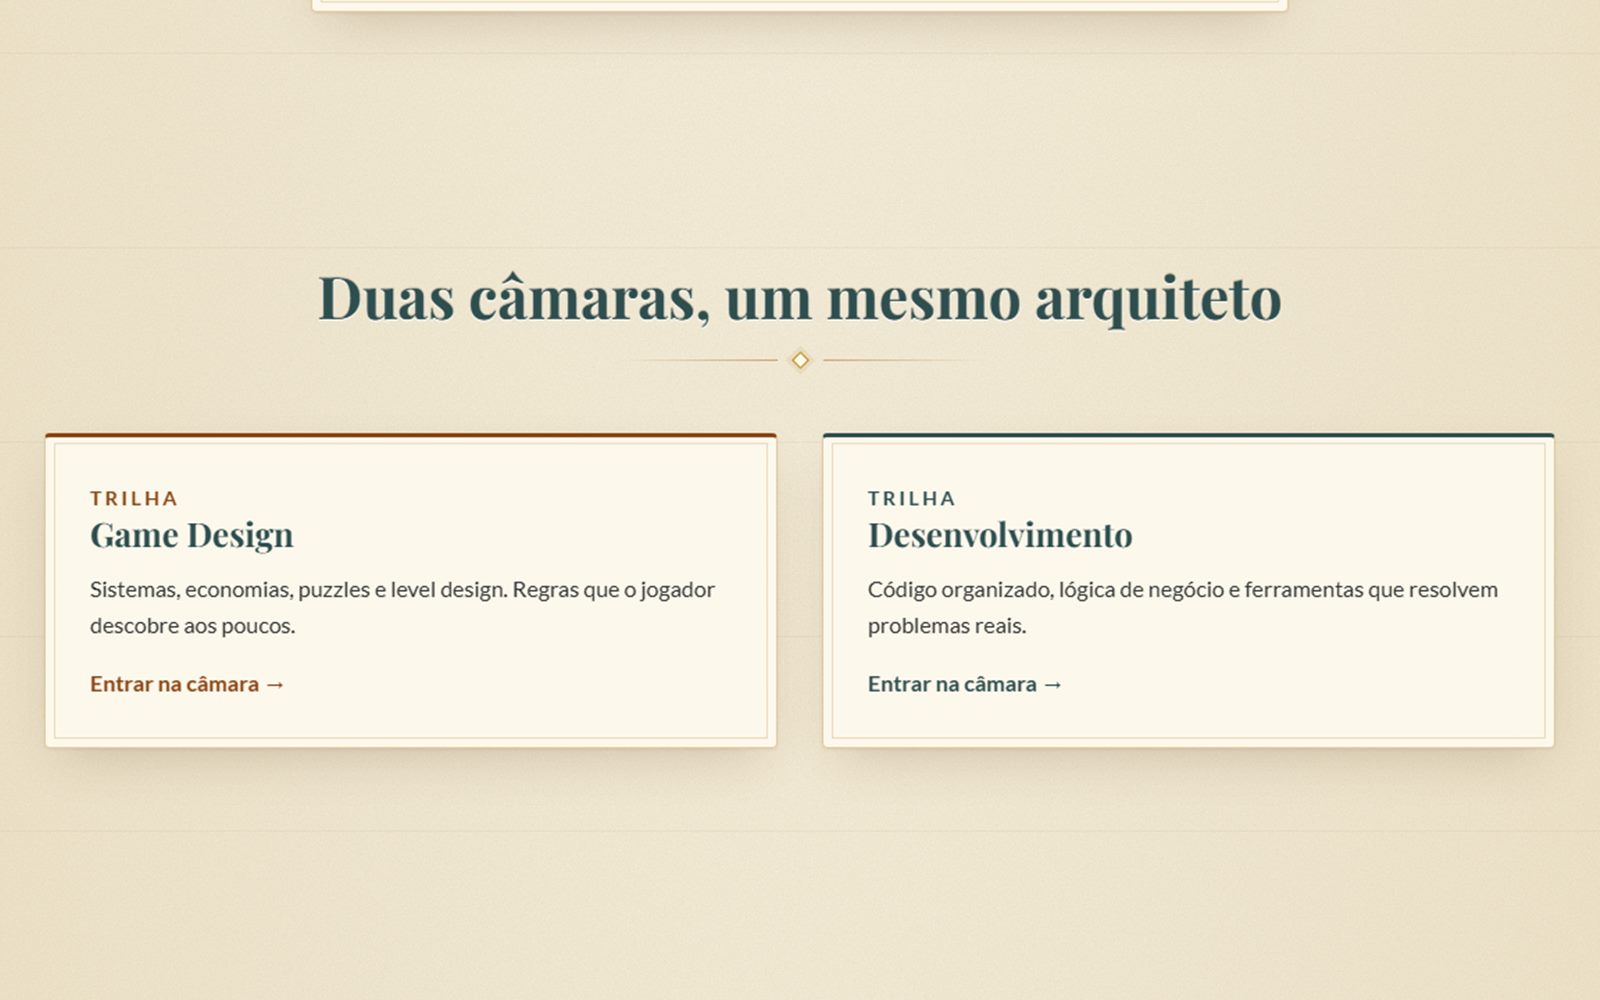 Duas câmaras, um mesmo arquiteto
TRILHA
Game Design
Sistemas, economias, puzzles e level design. Regras que o jogador
descobre aos poucos.
Entrar na câmara →
TRILHA
Desenvolvimento
Código organizado, lógica de negócio e ferramentas que resolvem
problemas reais.
Entrar na câmara →